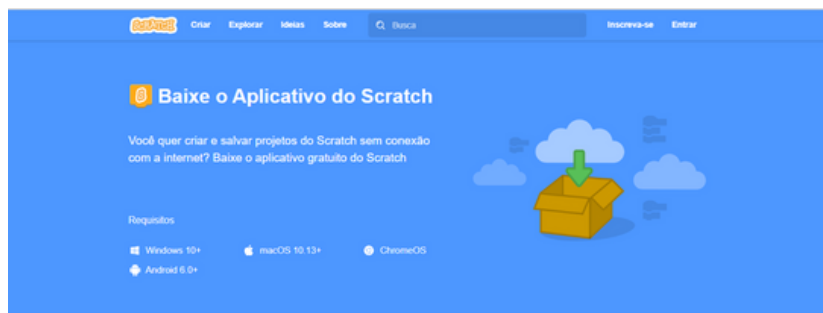 SCRATCH Criar Explorar Ideias Sobre Busca Inscreva-se Entrar
Baixe o Aplicativo do Scratch
Você quer criar e salvar projetos do Scratch sem conexão
com a internet? Baixe o aplicativo gratuito do Scratch
Requisitos
Windows 10+ macOS 10.13+ ChromeOS
Android 6.0+